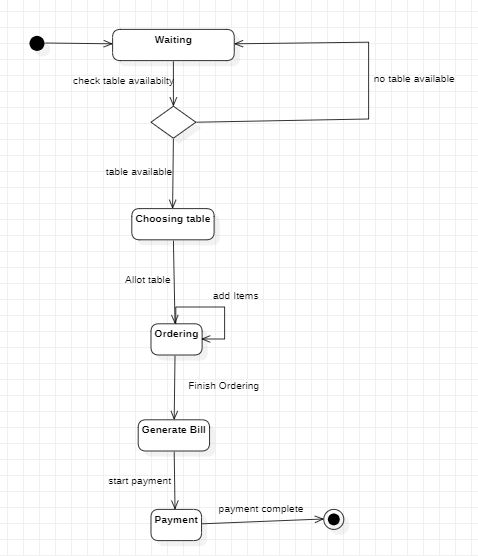 Waiting
check table availabilty
no table available
table available
Choosing table
Allot table
add Items
Ordering
Finish Ordering
Generate Bill
start payment
payment complete
Payment